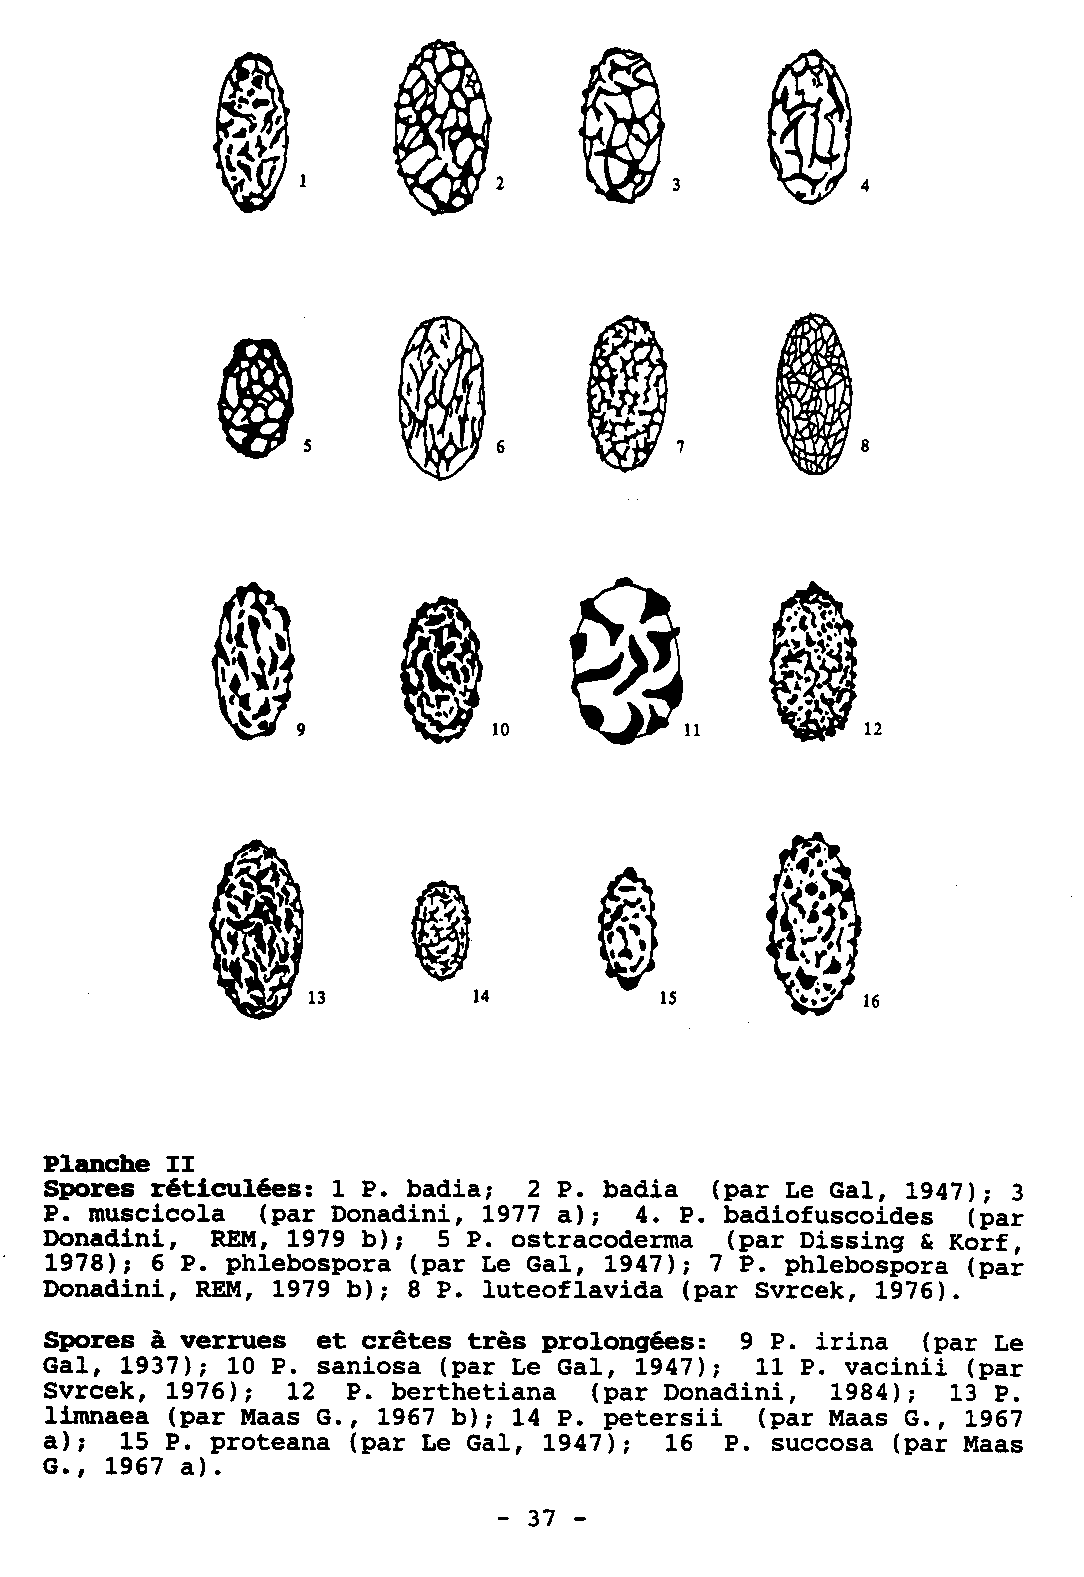 1 2 3 4
5 6 7 8
9 10 11 12
13 14 15 16
Planche II
Spores réticulées: 1 P. badia; 2 P. badia (par Le Gal, 1947); 3
P. muscicola (par Donadini, 1977 a); 4. P. badiofuscoides (par
Donadini, REM, 1979 b); 5 P. ostracoderma (par Dissing & Korf,
1978); 6 P. phlebospora (par Le Gal, 1947); 7 P. phlebospora (par
Donadini, REM, 1979 b); 8 P. luteoflavida (par Svrcek, 1976).
Spores à verrues et crêtes très prolongées: 9 P. irina (par Le
Gal, 1937); 10 P. saniosa (par Le Gal, 1947); 11 P. vacinii (par
Svrcek, 1976); 12 P. berthetiana (par Donadini, 1984); 13 P.
limnaea (par Maas G., 1967 b); 14 P. petersii (par Maas G., 1967
a); 15 P. proteana (par Le Gal, 1947); 16 P. succosa (par Maas
G., 1967 a).
- 37 -